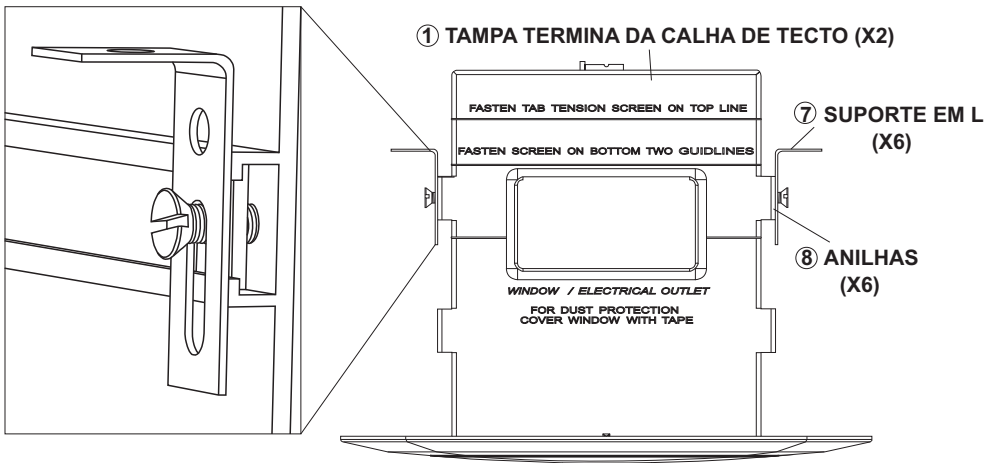 ① TAMPA TERMINA DA CALHA DE TECTO (X2)
FASTEN TAB TENSION SCREEN ON TOP LINE
⑦ SUPORTE EM L
(X6)
FASTEN SCREEN ON BOTTOM TWO GUIDLINES
⑧ ANILHAS
(X6)
WINDOW / ELECTRICAL OUTLET
FOR DUST PROTECTION
COVER WINDOW WITH TAPE